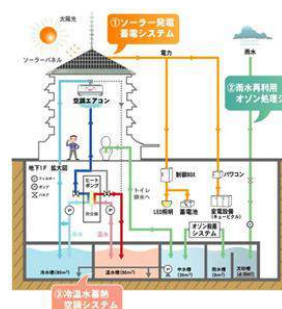 太陽光
①ソーラー発電
蓄電システム
ソーラーパネル
電力
雨水
②雨水再利用
オゾン処理シ
空調エアコン
地下1F 拡大図
フィルター
ポンプ
バルブ
ヒート
ポンプ
トイレ
排水へ
制御BOX
パワコン
LED照明
蓄電池
変電設備
(キュービクル)
オゾン殺菌
システム
冷水
温水
冷水槽
温水槽
中水槽
雨水槽
③冷温水蓄熱
空調システム